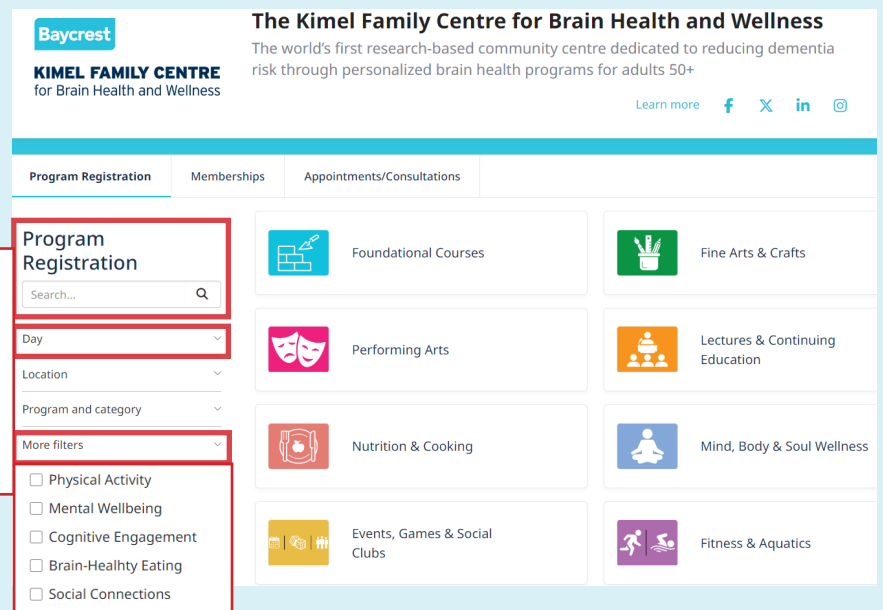 Baycrest
KIMEL FAMILY CENTRE
for Brain Health and Wellness
The Kimel Family Centre for Brain Health and Wellness
The world's first research-based community centre dedicated to reducing dementia
risk through personalized brain health programs for adults 50+
Learn more
Program Registration
Memberships
Appointments/Consultations
Program
Registration
Search...
Day
Location
Program and category
More filters
Physical Activity
Mental Wellbeing
Cognitive Engagement
Brain-Healhty Eating
Social Connections
Foundational Courses
Fine Arts & Crafts
Performing Arts
Lectures & Continuing
Education
Nutrition & Cooking
Mind, Body & Soul Wellness
Events, Games & Social
Clubs
Fitness & Aquatics